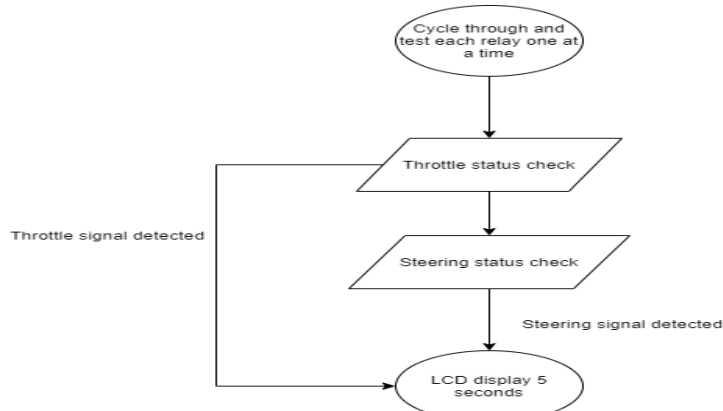 Cycle through and
test each relay one at
a time
Throttle status check
Throttle signal detected
Steering status check
Steering signal detected
LCD display 5
seconds